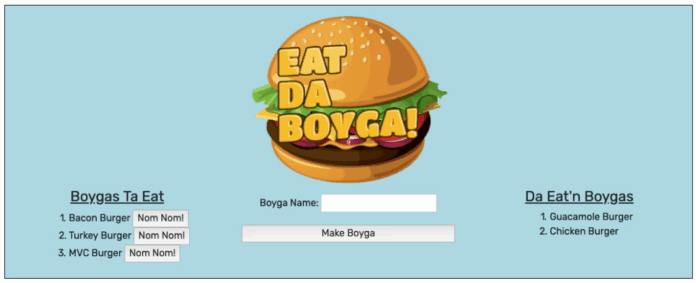 EAT
DA
BOYGA!
Boygas Ta Eat
1. Bacon Burger Nom Nom!
2. Turkey Burger Nom Nom!
3. MVC Burger Nom Nom!
Boyga Name:
Make Boyga
Da Eat'n Boygas
1. Guacamole Burger
2. Chicken Burger